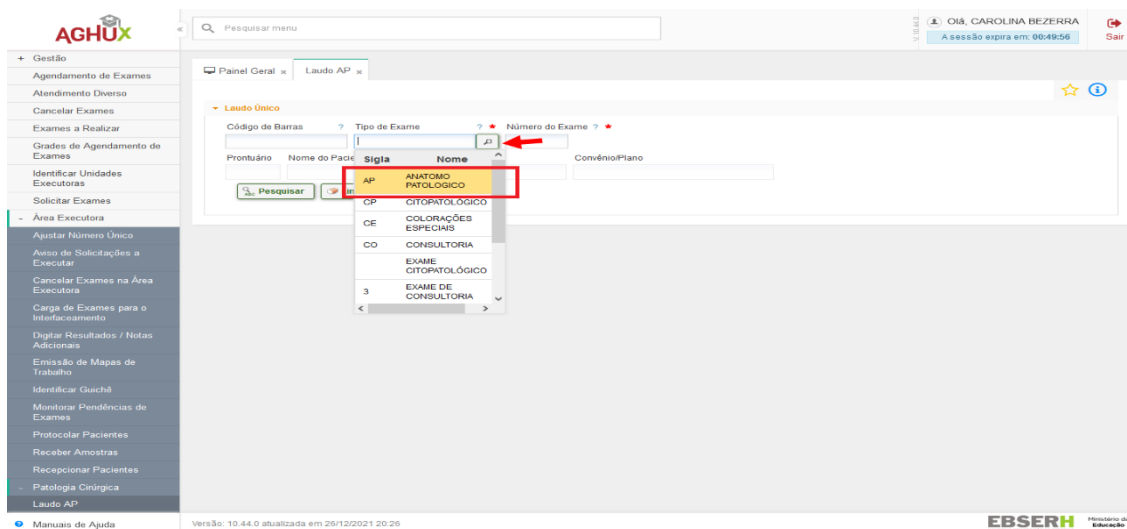 AGHUX
«
Pesquisar menu
Olá, CAROLINA BEZERRA
A sessão expira em: 00:49:56
Sair
+ Gestão
Agendamento de Exames
Atendimento Diverso
Cancelar Exames
Exames a Realizar
Grades de Agendamento de
Exames
Identificar Unidades
Executoras
Solicitar Exames
- Área Executora
Ajustar Número Único
Aviso de Solicitações a
Executar
Cancelar Exames na Área
Executora
Carga de Exames para o
Interfaceamento
Digitar Resultados / Notas
Adicionais
Emissão de Mapas de
Trabalho
Identificar Guichê
Monitorar Pendências de
Exames
Protocolar Pacientes
Receber Amostras
Recepcionar Pacientes
- Patologia Cirúrgica
Laudo AP
Manuais de Ajuda
Painel Geral x
Laudo AP x
Laudo Único
Código de Barras ?
Tipo de Exame ? *
Número do Exame ? *
Prontuário
Nome do Pacie
Convênio/Plano
Pesquisar
Sigla Nome
AP ANATOMO
PATOLOGICO
CP CITOPATOLÓGICO
CE COLORAÇÕES
ESPECIAIS
CO CONSULTORIA
EXAME
CITOPATOLÓGICO
3 EXAME DE
CONSULTORIA
Versão: 10.44.0 atualizada em 26/12/2021 20:26
EBSERH
Ministério da
Educação